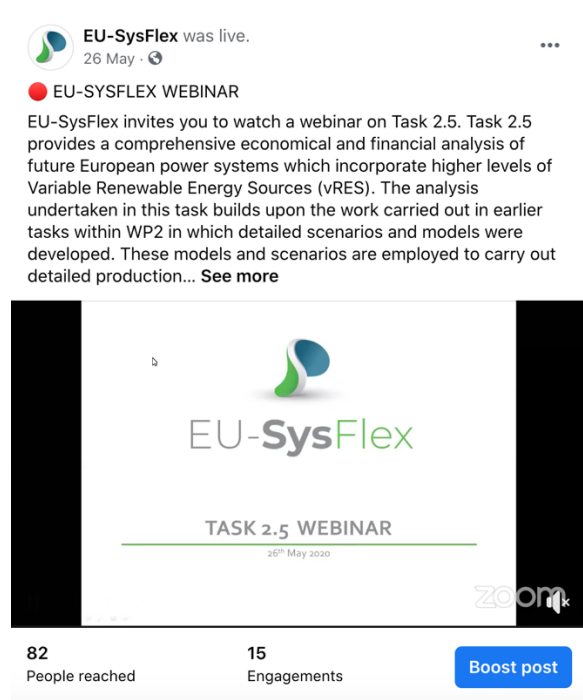 EU-SysFlex was live.
26 May ·
EU-SYSFLEX WEBINAR
EU-SysFlex invites you to watch a webinar on Task 2.5. Task 2.5
provides a comprehensive economical and financial analysis of
future European power systems which incorporate higher levels of
Variable Renewable Energy Sources (vRES). The analysis
undertaken in this task builds upon the work carried out in earlier
tasks within WP2 in which detailed scenarios and models were
developed. These models and scenarios are employed to carry out
detailed production... See more
EU-SysFlex
TASK 2.5 WEBINAR
26th May 2020
zoom
82
People reached
15
Engagements
Boost post